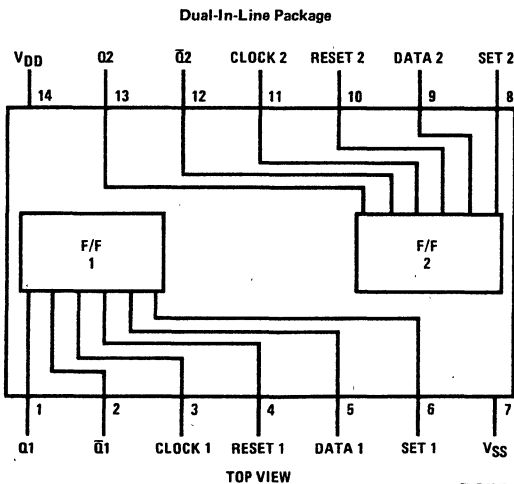 Dual-In-Line Package
VDD Q2 Q̅2 CLOCK 2 RESET 2 DATA 2 SET 2
14 13 12 11 10 9 8
F/F
1
F/F
2
1 2 3 4 5 6 7
Q1 Q̅1 CLOCK 1 RESET 1 DATA 1 SET 1 VSS
TOP VIEW